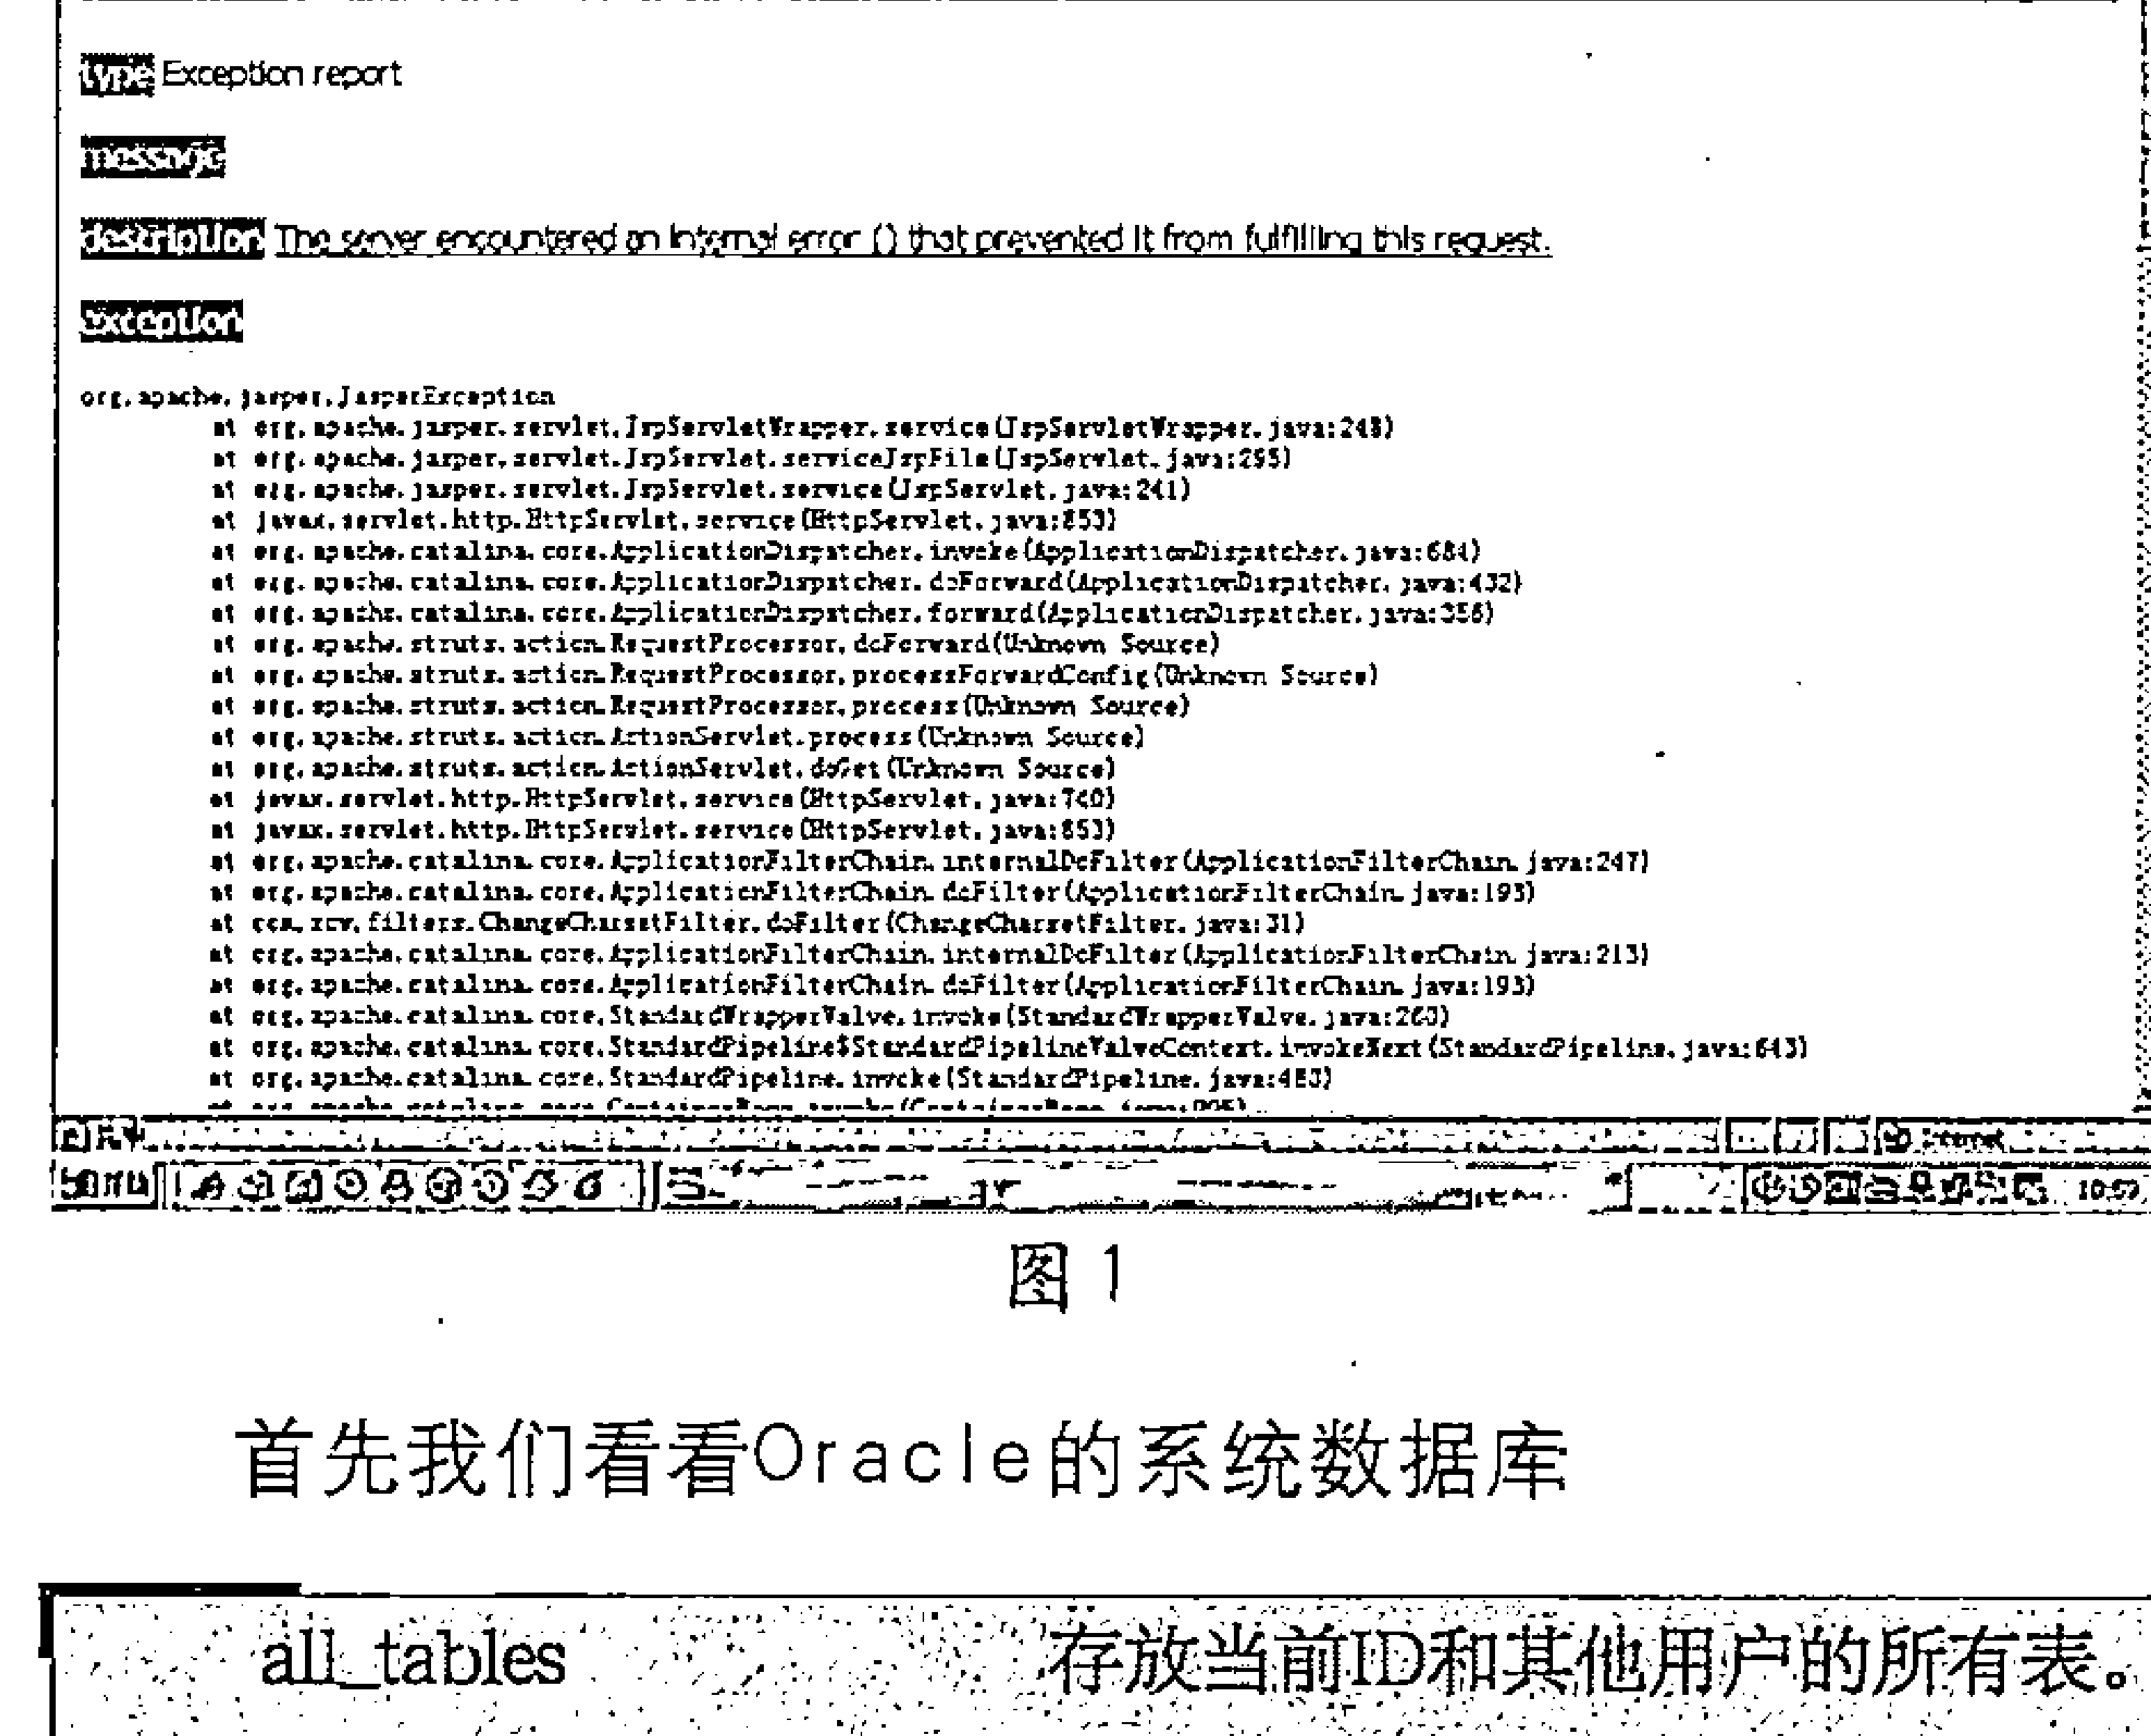 type Exception report
message
description The server encountered an internal error () that prevented it from fulfilling this request.
exception
org.apache.jasper.JasperException
at org.apache.jasper.servlet.JspServletWrapper.service(JspServletWrapper.java:248)
at org.apache.jasper.servlet.JspServlet.serviceJspFile(JspServlet.java:295)
at org.apache.jasper.servlet.JspServlet.service(JspServlet.java:241)
at javax.servlet.http.HttpServlet.service(HttpServlet.java:853)
at org.apache.catalina.core.ApplicationDispatcher.invoke(ApplicationDispatcher.java:684)
at org.apache.catalina.core.ApplicationDispatcher.doForward(ApplicationDispatcher.java:432)
at org.apache.catalina.core.ApplicationDispatcher.forward(ApplicationDispatcher.java:356)
at org.apache.struts.action.RequestProcessor.doForward(Unknown Source)
at org.apache.struts.action.RequestProcessor.processForwardConfig(Unknown Source)
at org.apache.struts.action.RequestProcessor.process(Unknown Source)
at org.apache.struts.action.ActionServlet.process(Unknown Source)
at org.apache.struts.action.ActionServlet.doGet(Unknown Source)
at javax.servlet.http.HttpServlet.service(HttpServlet.java:740)
at javax.servlet.http.HttpServlet.service(HttpServlet.java:853)
at org.apache.catalina.core.ApplicationFilterChain.internalDoFilter(ApplicationFilterChain.java:247)
at org.apache.catalina.core.ApplicationFilterChain.doFilter(ApplicationFilterChain.java:193)
at com.zcv.filters.ChangeCharsetFilter.doFilter(ChangeCharsetFilter.java:31)
at org.apache.catalina.core.ApplicationFilterChain.internalDoFilter(ApplicationFilterChain.java:213)
at org.apache.catalina.core.ApplicationFilterChain.doFilter(ApplicationFilterChain.java:193)
at org.apache.catalina.core.StandardWrapperValve.invoke(StandardWrapperValve.java:260)
at org.apache.catalina.core.StandardPipeline$StandardPipelineValveContext.invokeNext(StandardPipeline.java:643)
at org.apache.catalina.core.StandardPipeline.invoke(StandardPipeline.java:480)
Internet
图 1
首先我们看看Oracle的系统数据库
all_tables 存放当前ID和其他用户的所有表。